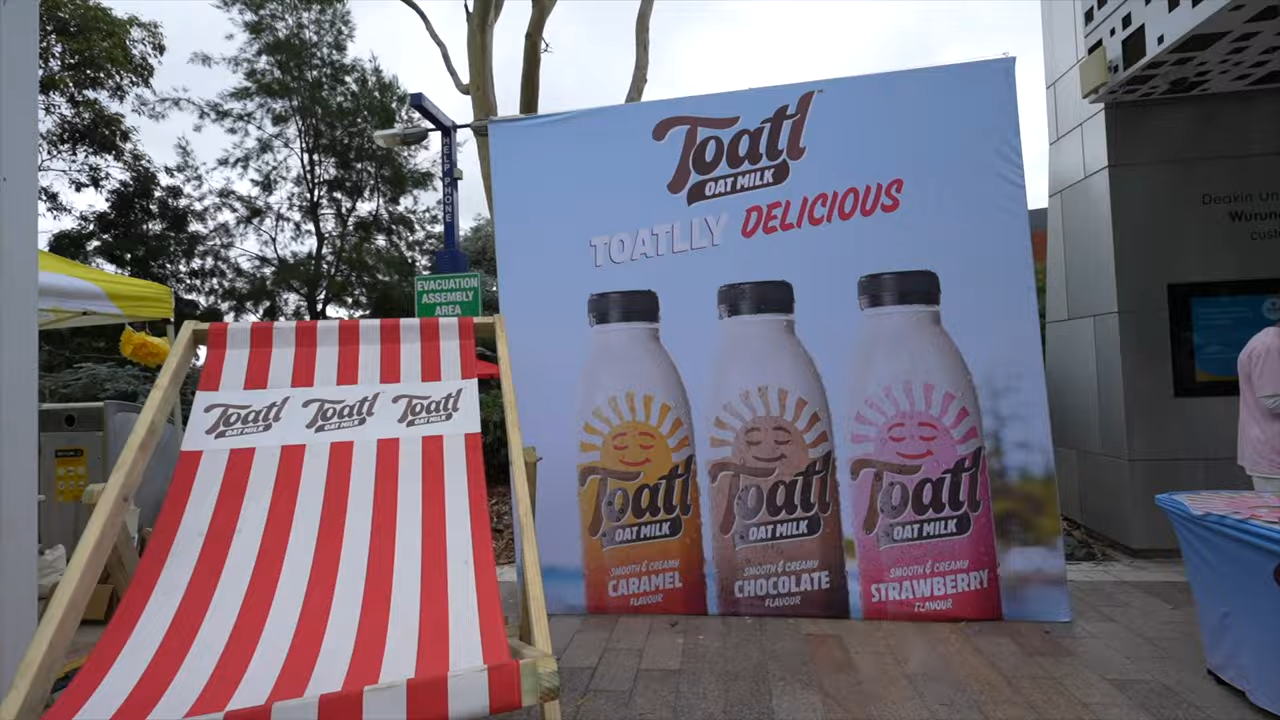 Toatl
OAT MILK
TOATLLY DELICIOUS
HELP PHONE
EVACUATION
ASSEMBLY
AREA
Toatl
OAT MILK
Toatl
OAT MILK
Toatl
OAT MILK
Toatl
OAT MILK
SMOOTH & CREAMY
CARAMEL
FLAVOUR
Toatl
OAT MILK
SMOOTH & CREAMY
CHOCOLATE
FLAVOUR
Toatl
OAT MILK
SMOOTH & CREAMY
STRAWBERRY
FLAVOUR
Deakin Un
Wurun
cust